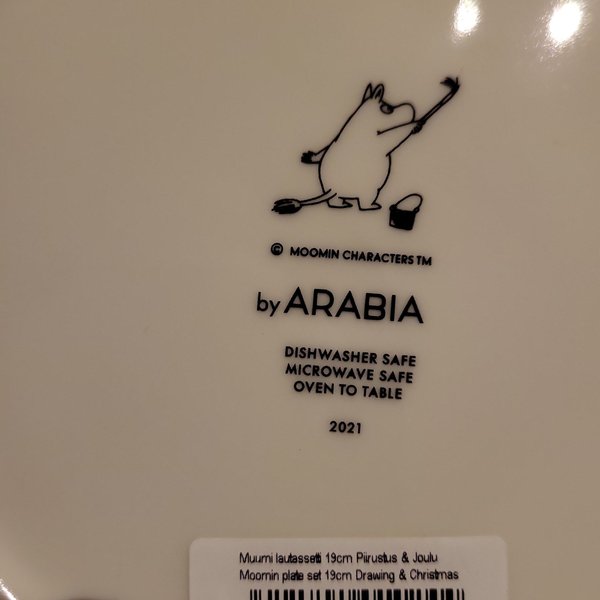 © MOOMIN CHARACTERS TM
by ARABIA
DISHWASHER SAFE
MICROWAVE SAFE
OVEN TO TABLE
2021
Muumi lautassetti 19cm Piirustus & Joulu
Moomin plate set 19cm Drawing & Christmas